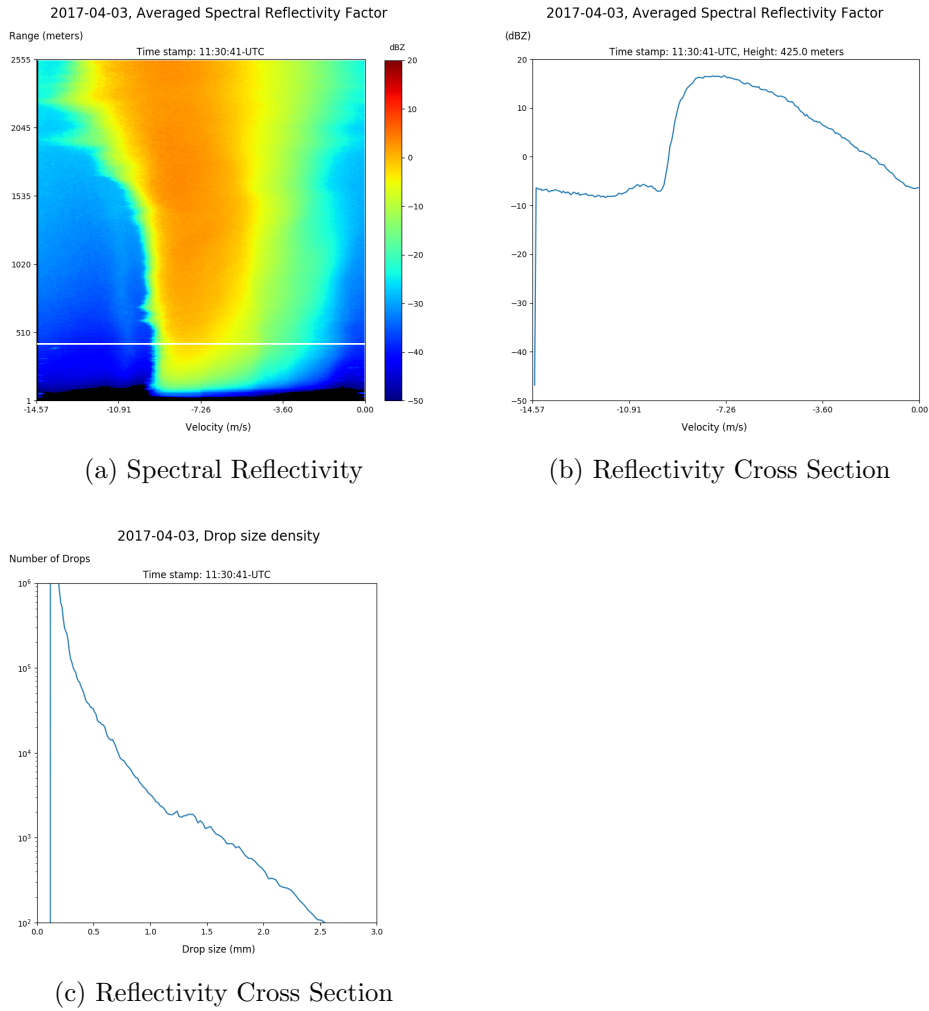 2017-04-03, Averaged Spectral Reflectivity Factor
Range (meters)
Time stamp: 11:30:41-UTC
dBZ
2555
2045
1535
1020
510
1
-14.57
-10.91
-7.26
-3.60
0.00
Velocity (m/s)
20
10
0
−10
−20
−30
−40
−50
(a) Spectral Reflectivity
2017-04-03, Averaged Spectral Reflectivity Factor
(dBZ)
Time stamp: 11:30:41-UTC, Height: 425.0 meters
20
10
0
−10
−20
−30
−40
−50
-14.57
-10.91
-7.26
-3.60
0.00
Velocity (m/s)
(b) Reflectivity Cross Section
2017-04-03, Drop size density
Number of Drops
Time stamp: 11:30:41-UTC
10⁶
10⁵
10⁴
10³
10²
0.0
0.5
1.0
1.5
2.0
2.5
3.0
Drop size (mm)
(c) Reflectivity Cross Section